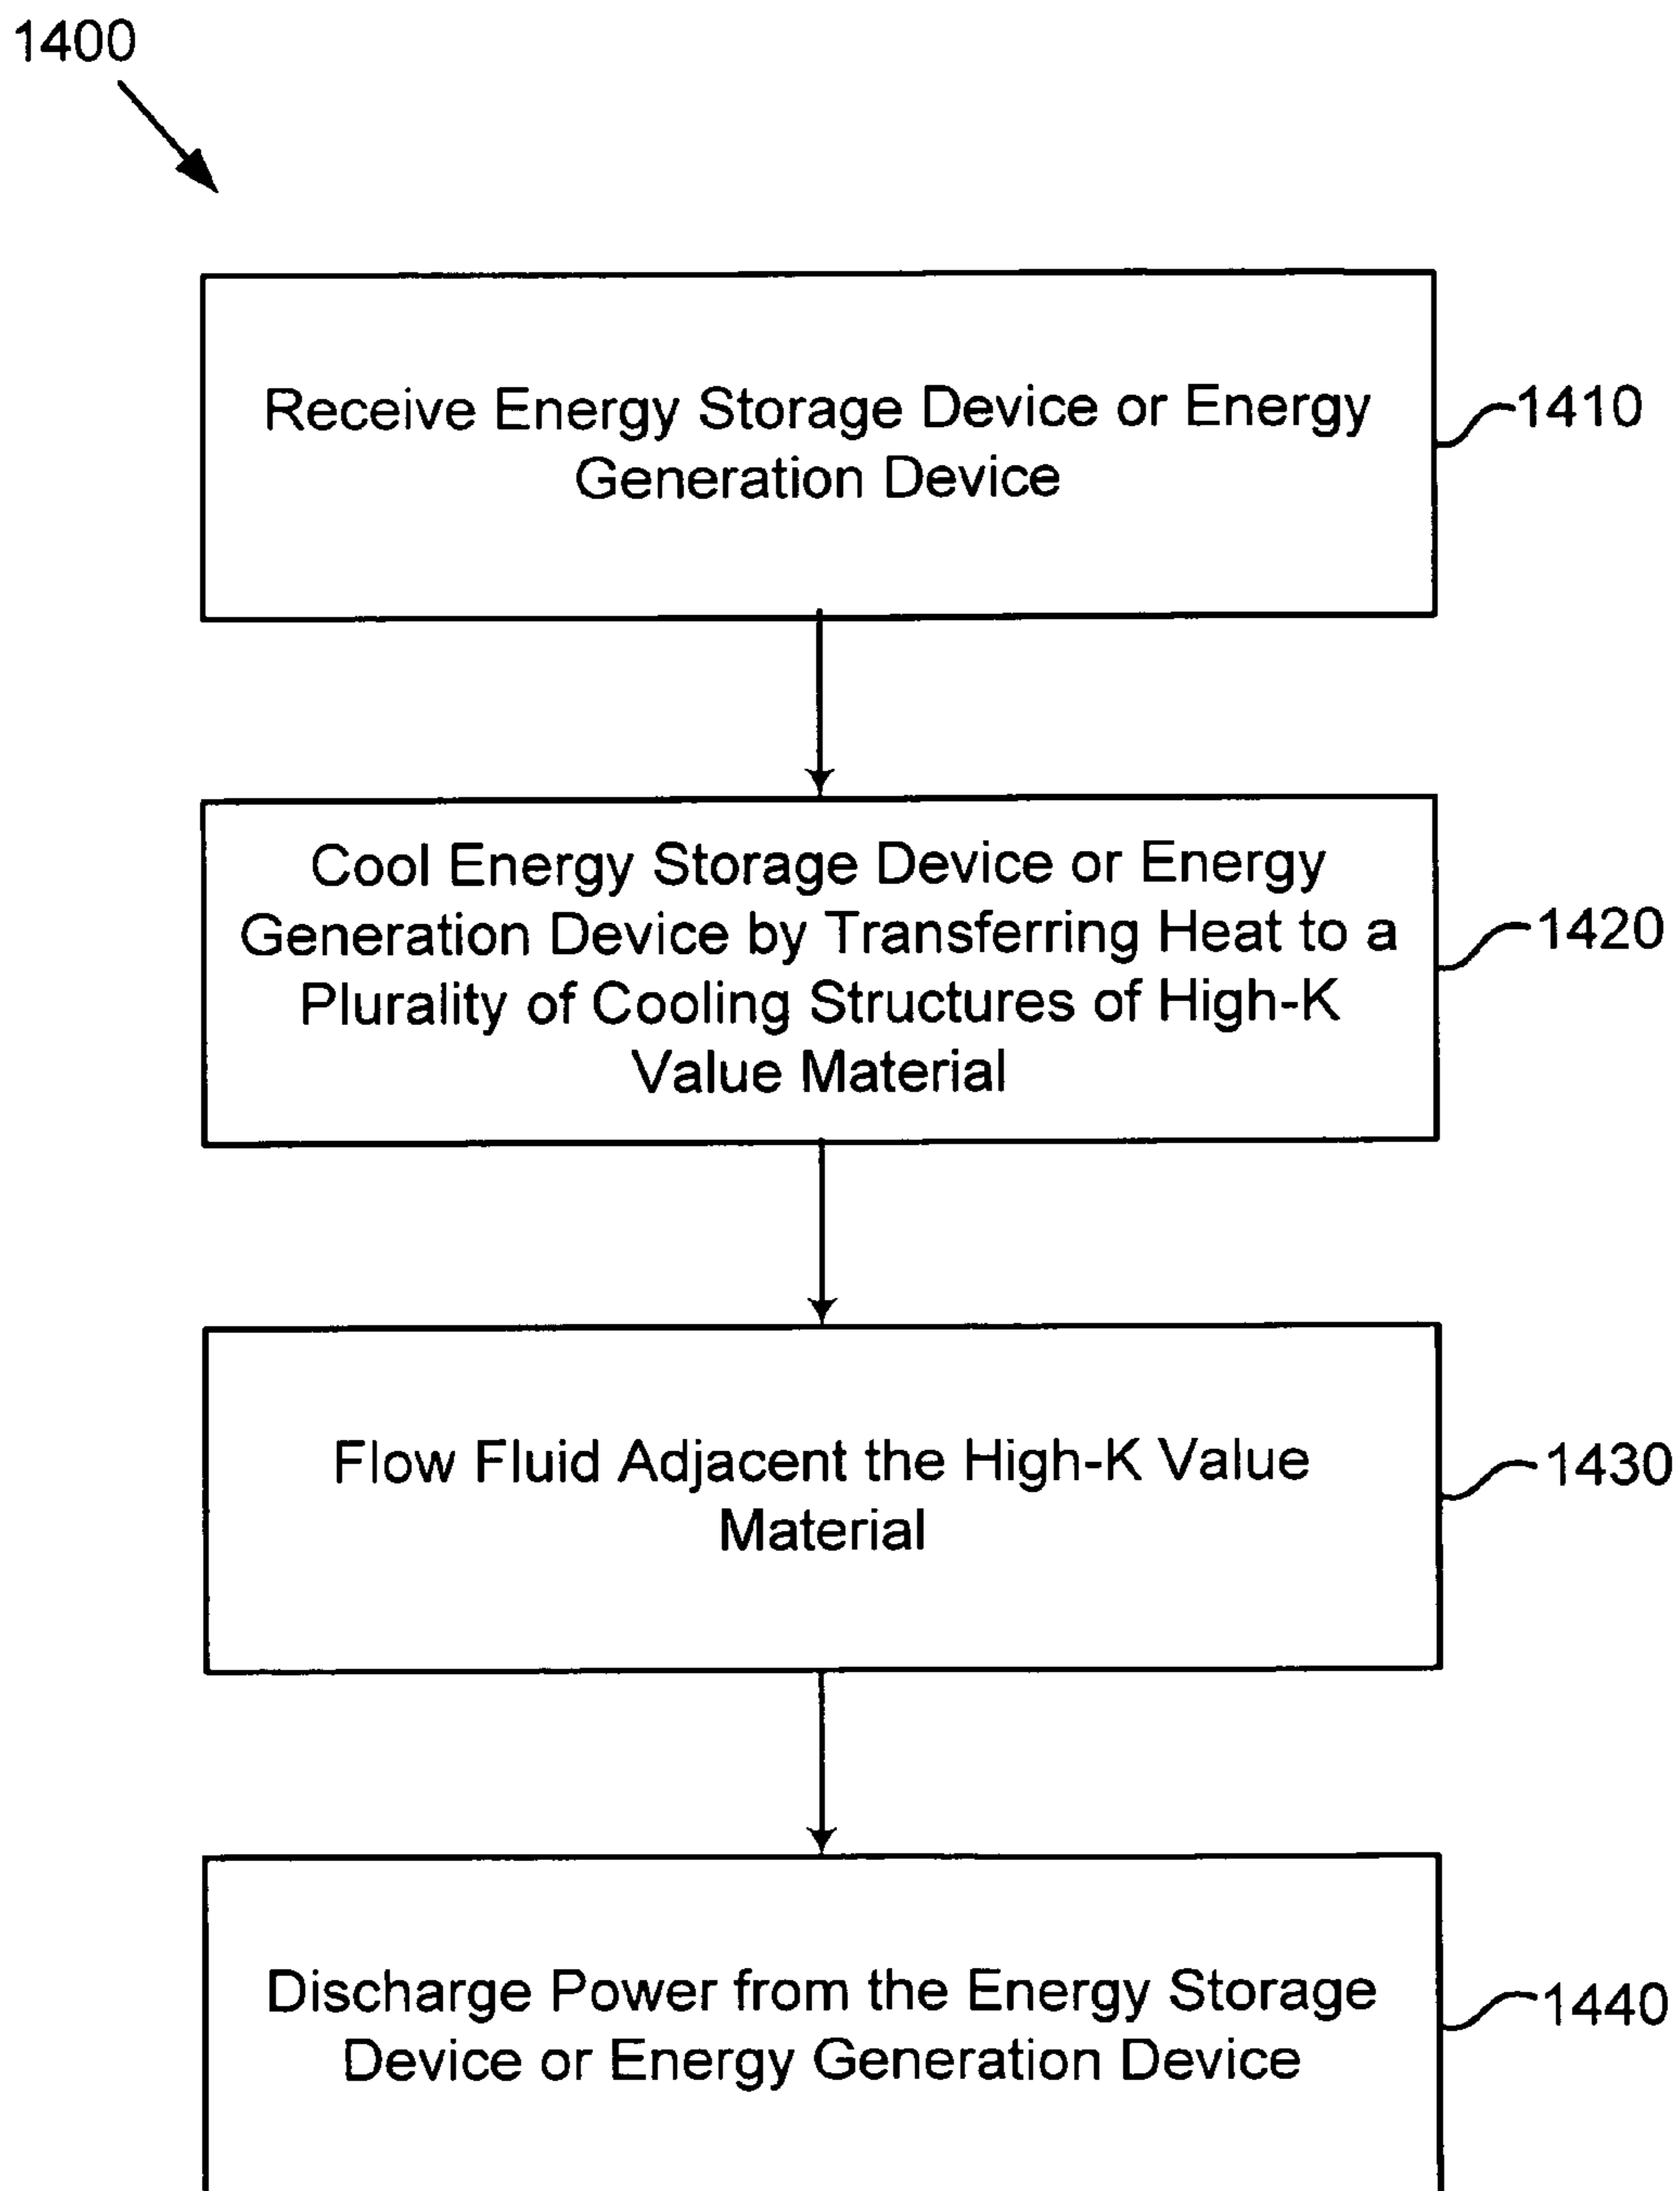 1400
Receive Energy Storage Device or Energy
Generation Device
1410
Cool Energy Storage Device or Energy
Generation Device by Transferring Heat to a
Plurality of Cooling Structures of High-K
Value Material
1420
Flow Fluid Adjacent the High-K Value
Material
1430
Discharge Power from the Energy Storage
Device or Energy Generation Device
1440